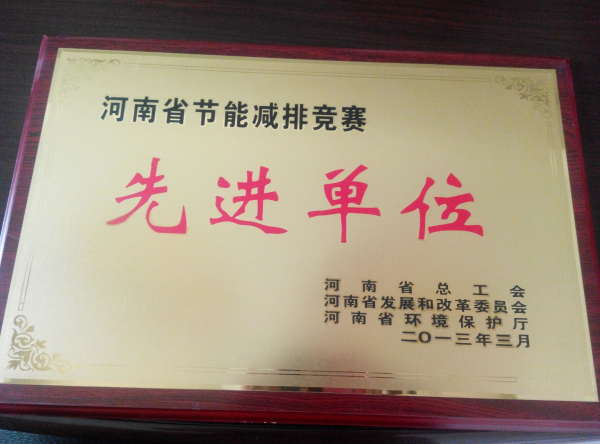 河南省节能减排竞赛
先进单位
河南省总工会
河南省发展和改革委员会
河南省环境保护厅
二〇一三年三月